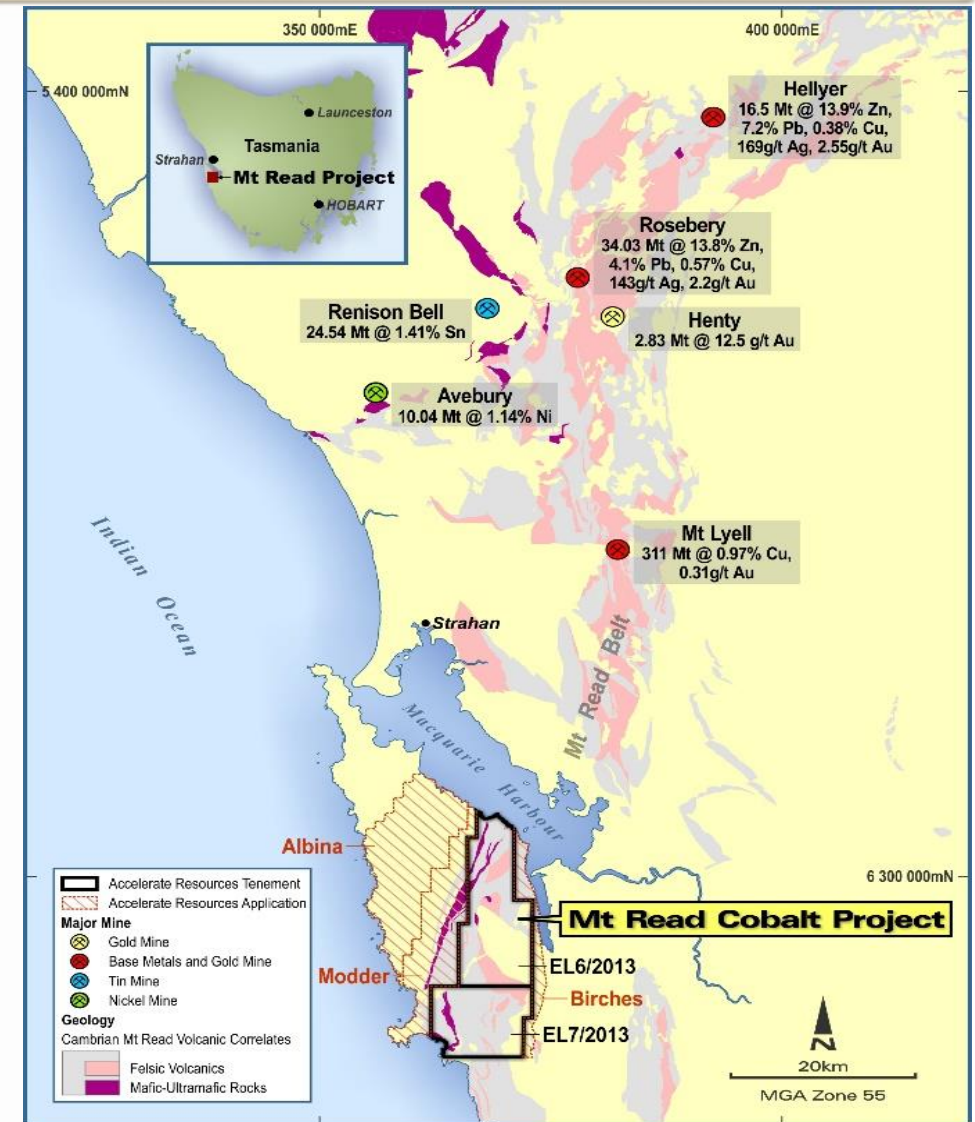 350 000mE
400 000mE
5 400 000mN
Launceston
Tasmania
Strahan
Mt Read Project
HOBART
Hellyer
16.5 Mt @ 13.9% Zn,
7.2% Pb, 0.38% Cu,
169g/t Ag, 2.55g/t Au
Rosebery
34.03 Mt @ 13.8% Zn,
4.1% Pb, 0.57% Cu,
143g/t Ag, 2.2g/t Au
Renison Bell
24.54 Mt @ 1.41% Sn
Henty
2.83 Mt @ 12.5 g/t Au
Avebury
10.04 Mt @ 1.14% Ni
Indian Ocean
Mt Lyell
311 Mt @ 0.97% Cu,
0.31g/t Au
Strahan
Mt Read Belt
Macquarie Harbour
Albina
6 300 000mN
Mt Read Cobalt Project
EL6/2013
Modder
Birches
EL7/2013
Accelerate Resources Tenement
Accelerate Resources Application
Major Mine
Gold Mine
Base Metals and Gold Mine
Tin Mine
Nickel Mine
Geology
Cambrian Mt Read Volcanic Correlates
Felsic Volcanics
Mafic-Ultramafic Rocks
N
20km
MGA Zone 55